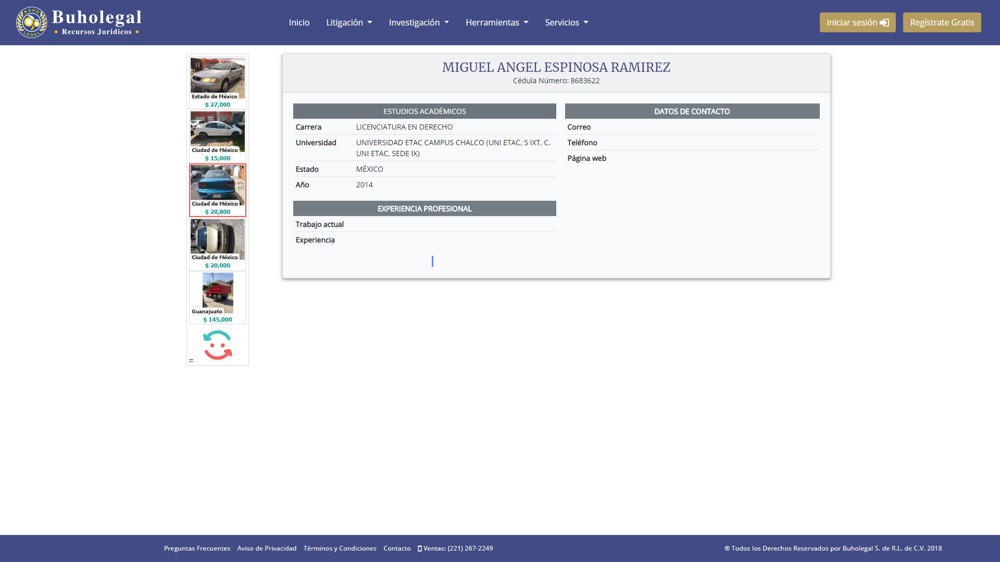 BÚHO
LEGAL
Buholegal
• Recursos Jurídicos •
Inicio
Litigación
Investigación
Herramientas
Servicios
Iniciar sesión
Regístrate Gratis
Estado de México
$ 27,000
Ciudad de México
$ 15,000
Ciudad de México
$ 20,800
Ciudad de México
$ 20,000
Guanajuato
$ 145,000
MIGUEL ANGEL ESPINOSA RAMIREZ
Cédula Número: 8683622
ESTUDIOS ACADÉMICOS
Carrera LICENCIATURA EN DERECHO
Universidad UNIVERSIDAD ETAC CAMPUS CHALCO (UNI ETAC, S IXT, C.
UNI ETAC, SEDE IX)
Estado MÉXICO
Año 2014
EXPERIENCIA PROFESIONAL
Trabajo actual
Experiencia
DATOS DE CONTACTO
Correo
Teléfono
Página web
Preguntas Frecuentes Aviso de Privacidad Términos y Condiciones Contacto Ventas: (221) 267-2249
® Todos los Derechos Reservados por Buholegal S. de R.L. de C.V. 2018